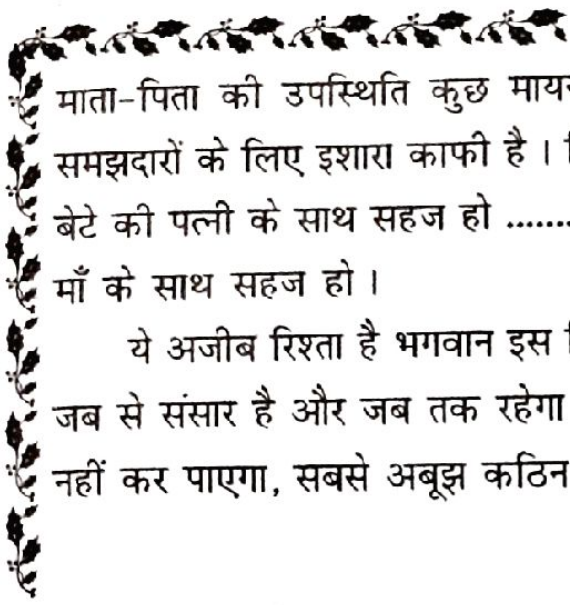 माता-पिता की उपस्थिति कुछ
समझदारों के लिए इशारा काफी है ।
बेटे की पत्नी के साथ सहज हो ........
माँ के साथ सहज हो ।
ये अजीब रिश्ता है भगवान इस
जब से संसार है और जब तक रहेगा
नहीं कर पाएगा, सबसे अबूझ कठिन